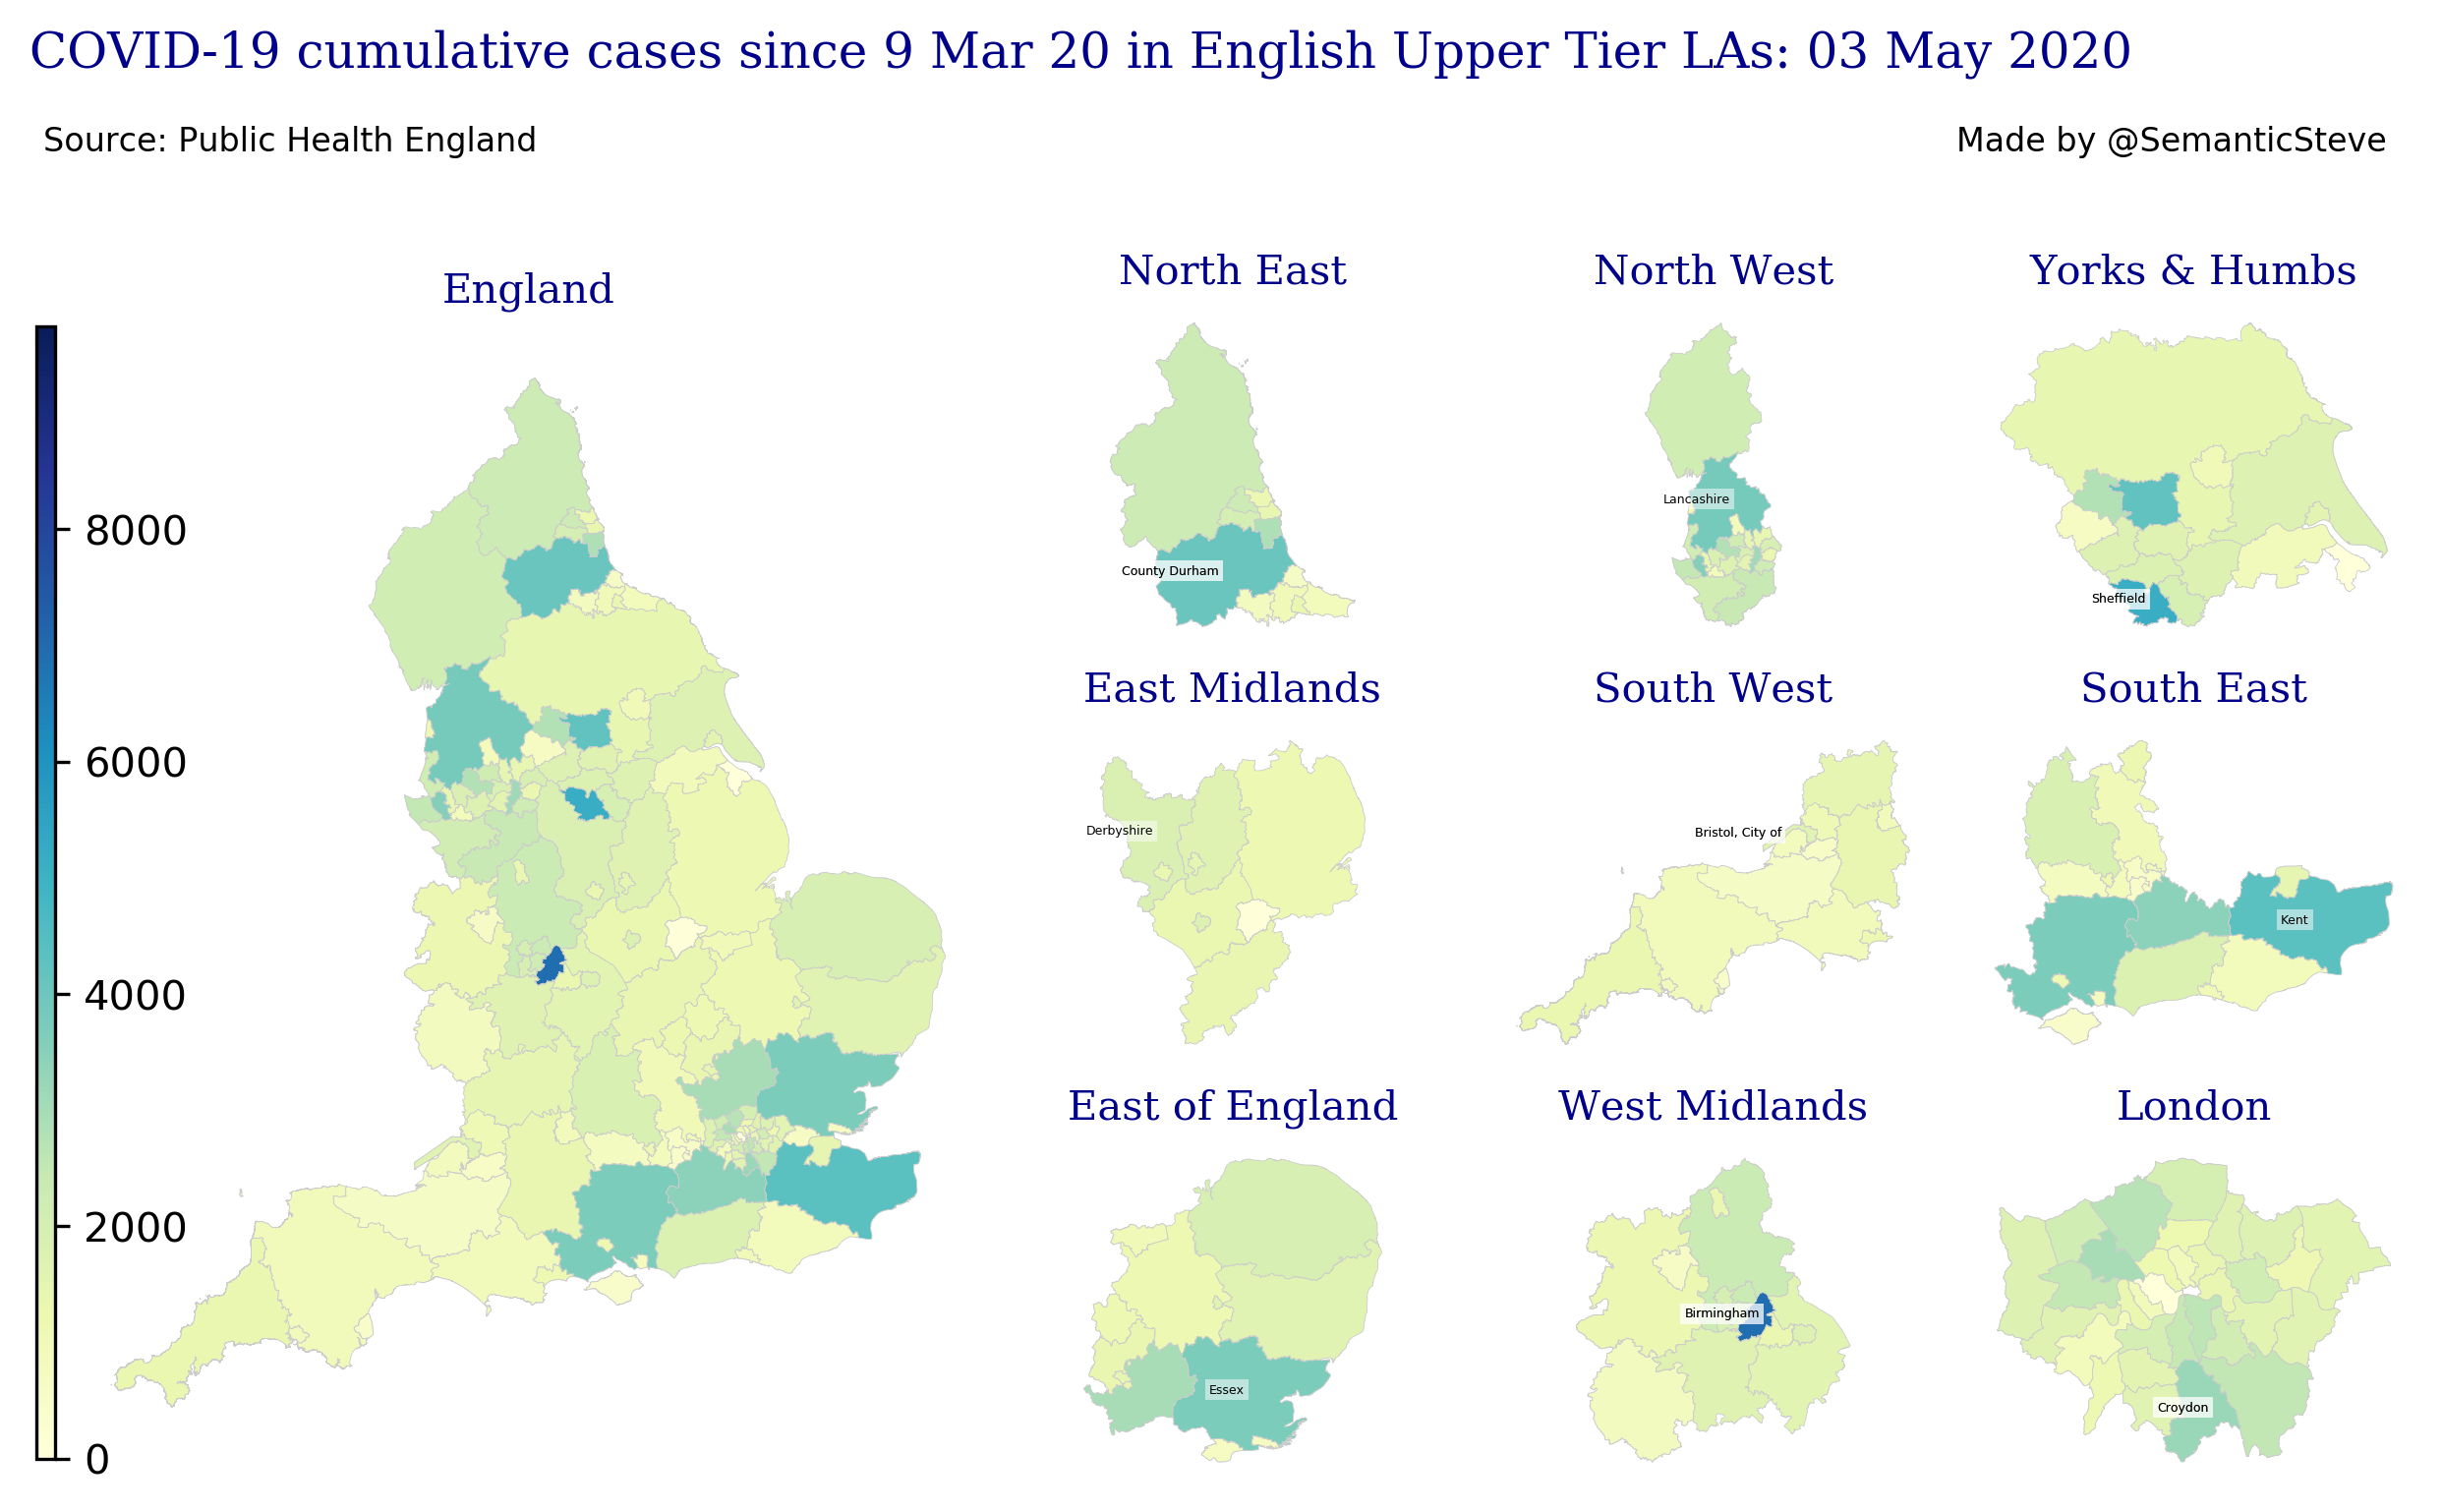 COVID-19 cumulative cases since 9 Mar 20 in English Upper Tier LAs: 03 May 2020
Source: Public Health England
Made by @SemanticSteve
England
8000
6000
4000
2000
0
North East
County Durham
North West
Lancashire
Yorks & Humbs
Sheffield
East Midlands
Derbyshire
South West
Bristol, City of
South East
Kent
East of England
Essex
West Midlands
Birmingham
London
Croydon